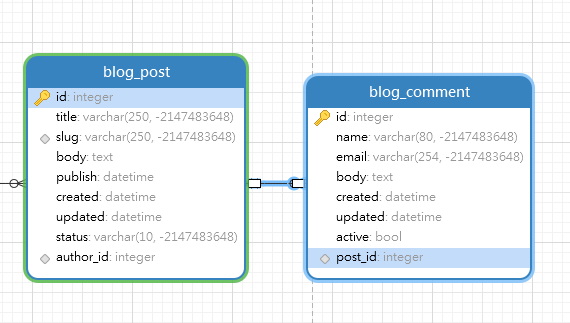 blog_post
id: integer
title: varchar(250, -2147483648)
slug: varchar(250, -2147483648)
body: text
publish: datetime
created: datetime
updated: datetime
status: varchar(10, -2147483648)
author_id: integer
blog_comment
id: integer
name: varchar(80, -2147483648)
email: varchar(254, -2147483648)
body: text
created: datetime
updated: datetime
active: bool
post_id: integer